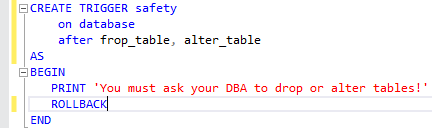 CREATE TRIGGER safety
on database
after frop_table, alter_table
AS
BEGIN
PRINT 'You must ask your DBA to drop or alter tables!'
ROLLBACK
END